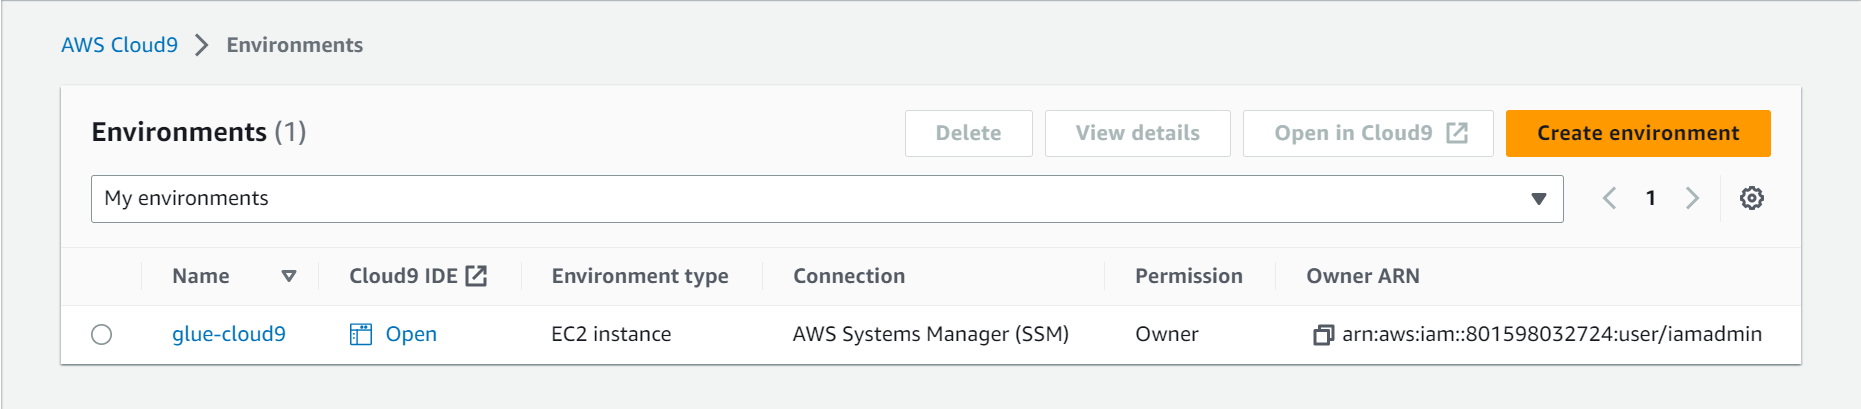 AWS Cloud9 Environments
Environments (1) Delete View details Open in Cloud9 Create environment
My environments 1
Name Cloud9 IDE Environment type Connection Permission Owner ARN
glue-cloud9 Open EC2 instance AWS Systems Manager (SSM) Owner arn:aws:iam::801598032724:user/iamadmin